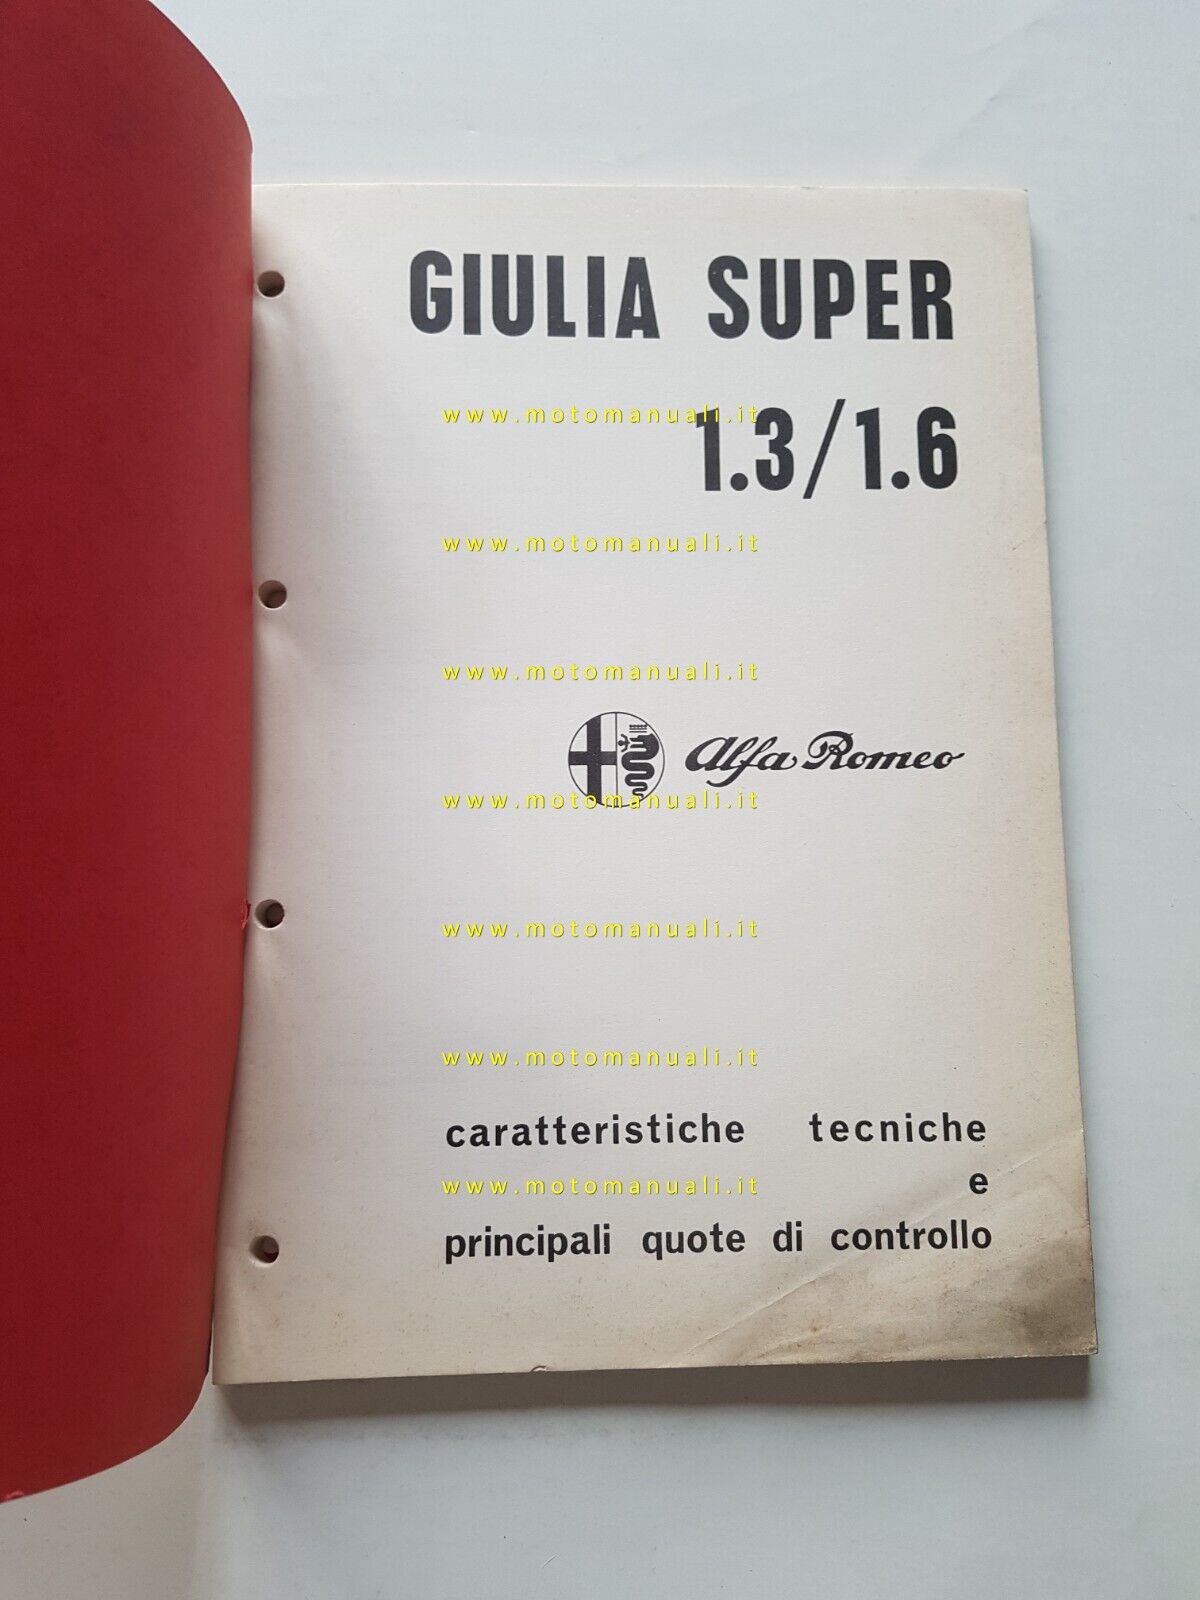 GIULIA SUPER
www.motomanuali.it
1.3/1.6
www.motomanuali.it
www.motomanuali.it
Alfa Romeo
www.motomanuali.it
www.motomanuali.it
www.motomanuali.it
caratteristiche tecniche
www.motomanuali.it
e
principali quote di controllo